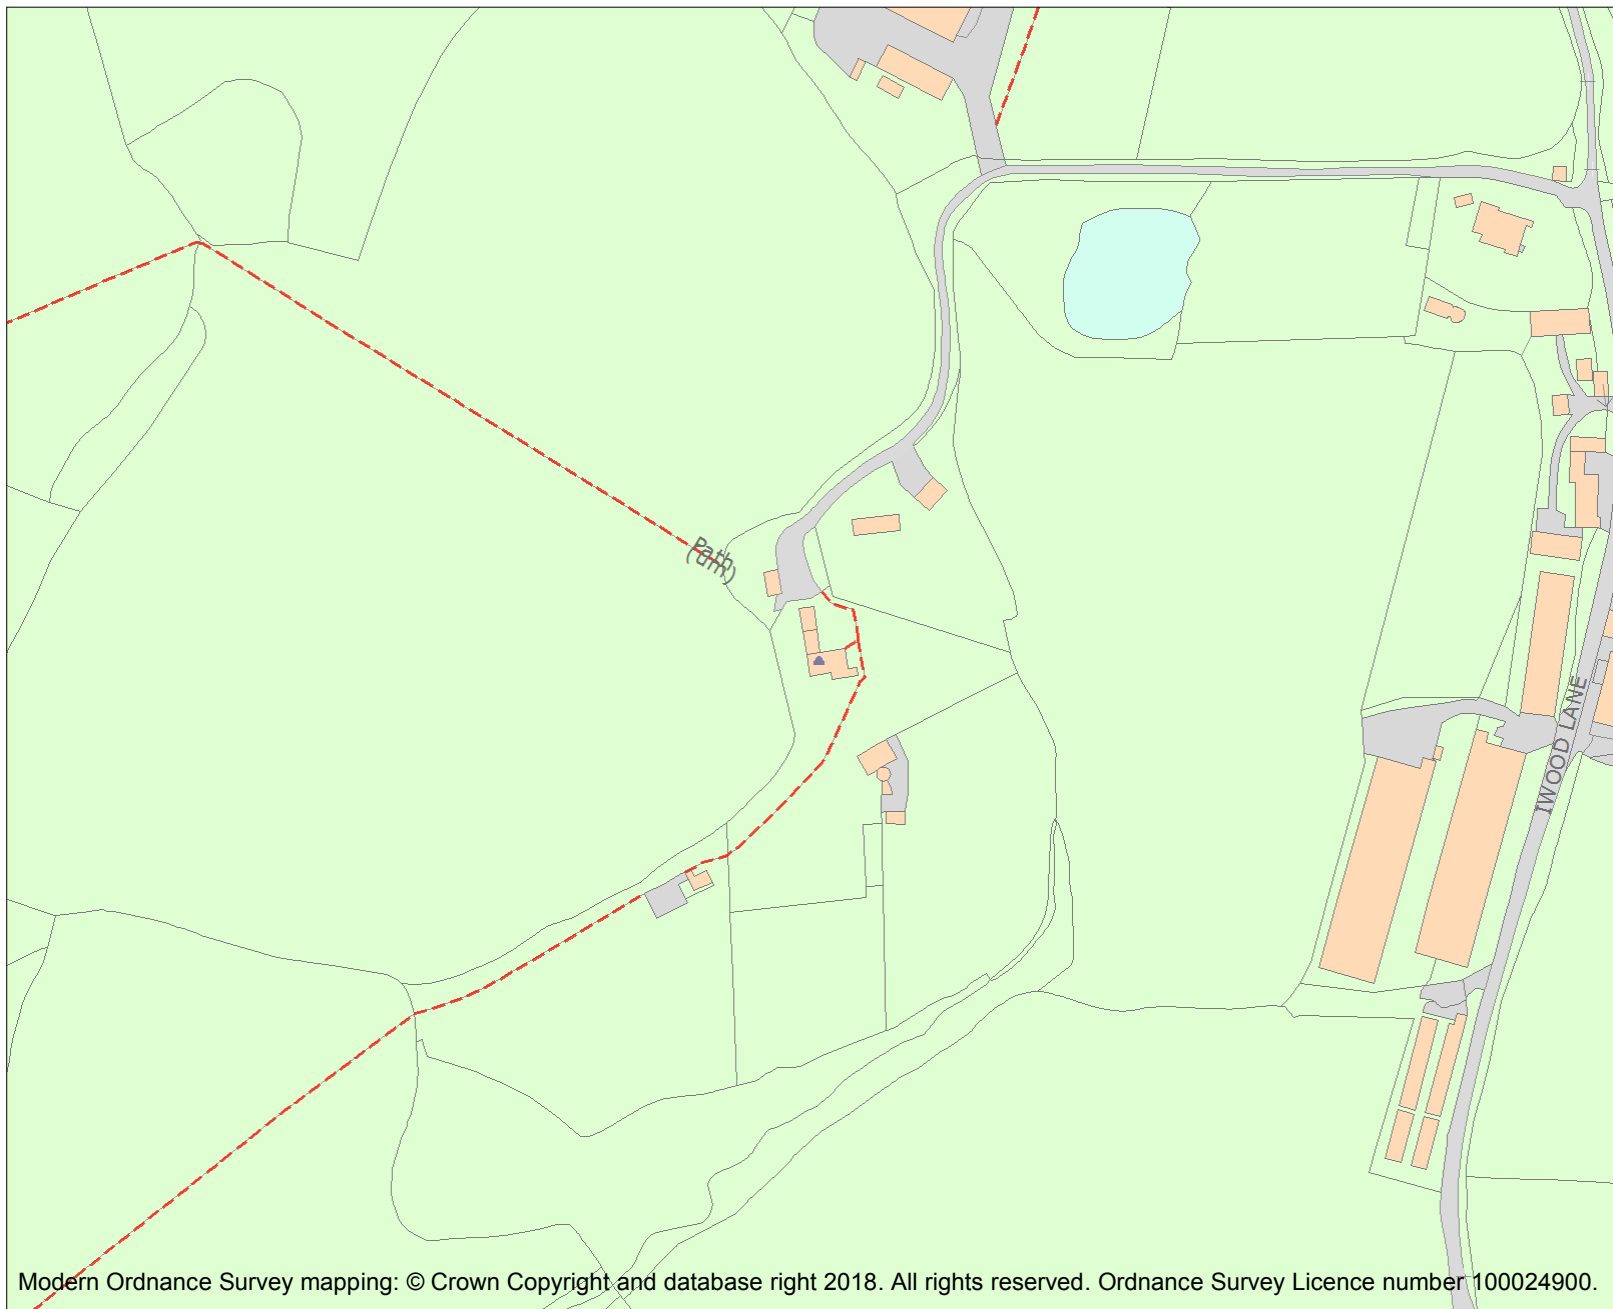 Path
(um)
IWOOD LANE
Modern Ordnance Survey mapping: © Crown Copyright and database right 2018. All rights reserved. Ordnance Survey Licence number 100024900.